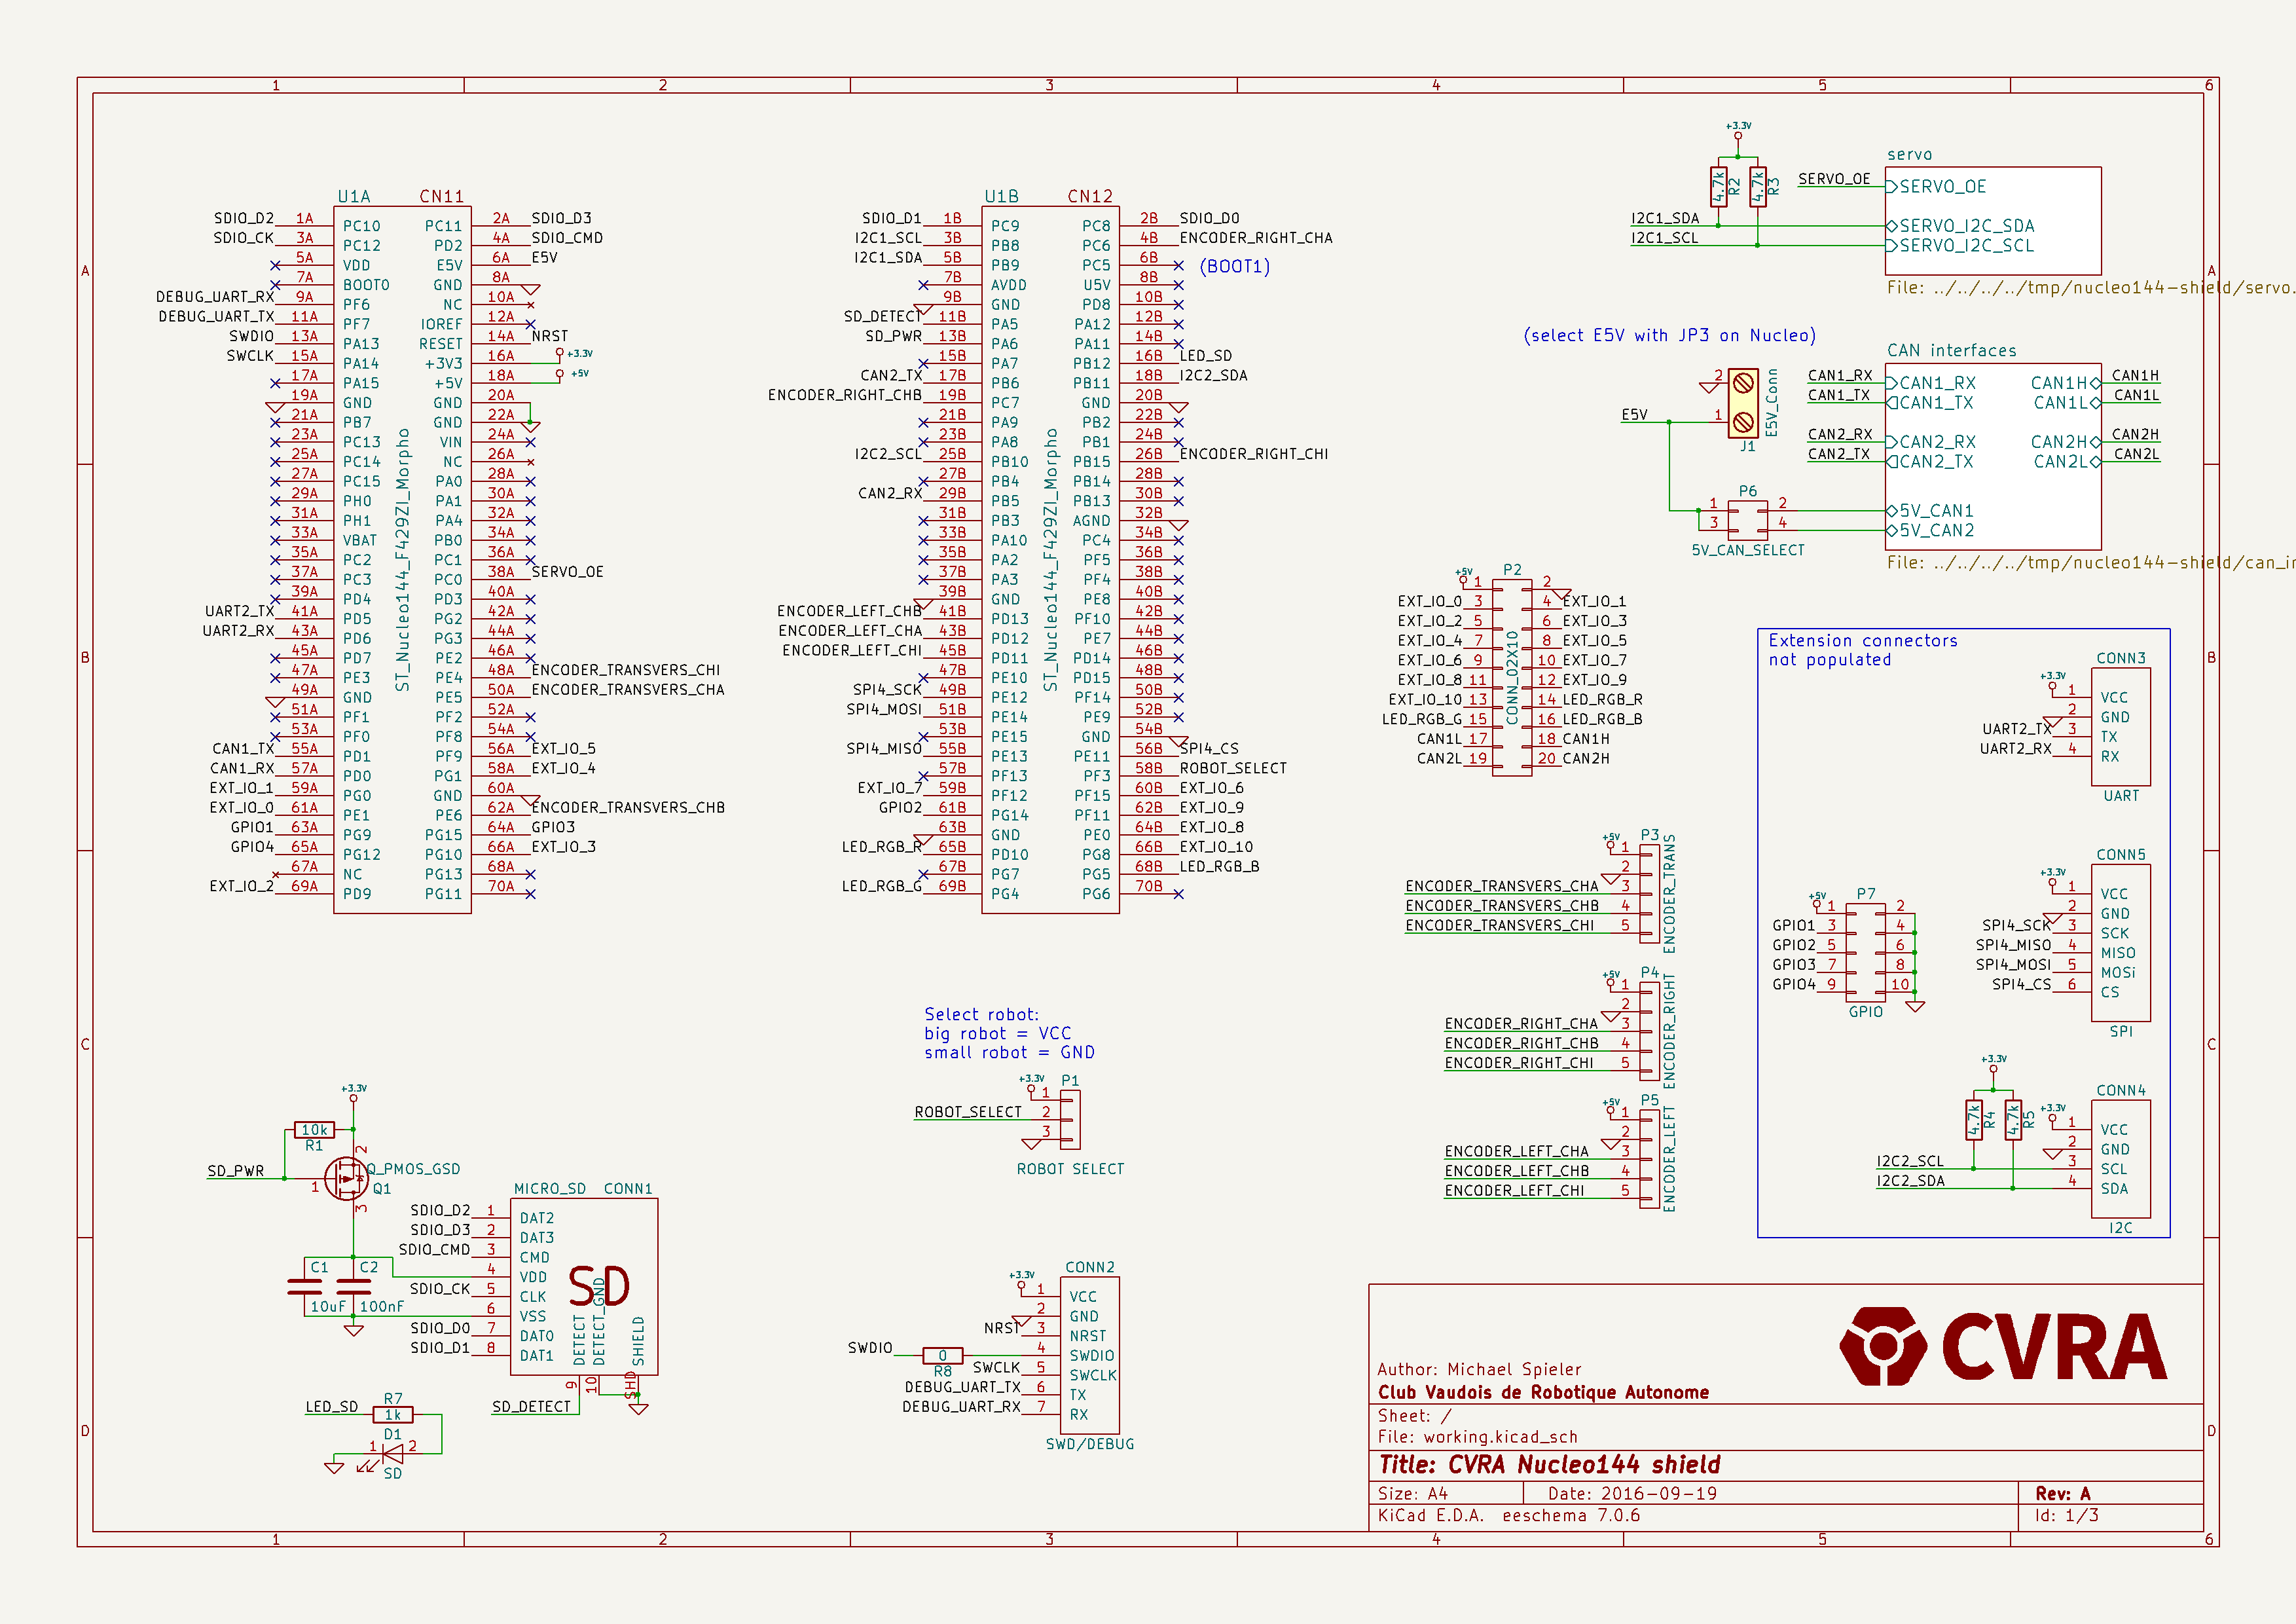 1 2 3 4 5 6
A
B
C
D
U1A CN11
ST_Nucleo144_F429ZI_Morpho
SDIO_D2 1A PC10 PC11 2A SDIO_D3
SDIO_CK 3A PC12 PD2 4A SDIO_CMD
5A VDD E5V 6A E5V
7A BOOT0 GND 8A
DEBUG_UART_RX 9A PF6 NC 10A
DEBUG_UART_TX 11A PF7 IOREF 12A
SWDIO 13A PA13 RESET 14A NRST
SWCLK 15A PA14 +3V3 16A +3.3V
17A PA15 +5V 18A +5V
19A GND GND 20A
21A PB7 GND 22A
23A PC13 VIN 24A
25A PC14 NC 26A
27A PC15 PA0 28A
29A PH0 PA1 30A
31A PH1 PA4 32A
33A VBAT PB0 34A
35A PC2 PC1 36A
37A PC3 PC0 38A SERVO_OE
39A PD4 PD3 40A
UART2_TX 41A PD5 PG2 42A
UART2_RX 43A PD6 PG3 44A
45A PD7 PE2 46A
47A PE3 PE4 48A ENCODER_TRANSVERS_CHI
49A GND PE5 50A ENCODER_TRANSVERS_CHA
51A PF1 PF2 52A
53A PF0 PF8 54A
CAN1_TX 55A PD1 PF9 56A EXT_IO_5
CAN1_RX 57A PD0 PG1 58A EXT_IO_4
EXT_IO_1 59A PG0 GND 60A
EXT_IO_0 61A PE1 PE6 62A ENCODER_TRANSVERS_CHB
GPIO1 63A PG9 PG15 64A GPIO3
GPIO4 65A PG12 PG10 66A EXT_IO_3
67A NC PG13 68A
EXT_IO_2 69A PD9 PG11 70A
U1B CN12
ST_Nucleo144_F429ZI_Morpho
SDIO_D1 1B PC9 PC8 2B SDIO_D0
I2C1_SCL 3B PB8 PC6 4B ENCODER_RIGHT_CHA
I2C1_SDA 5B PB9 PC5 6B (BOOT1)
7B AVDD U5V 8B
9B GND PD8 10B
SD_DETECT 11B PA5 PA12 12B
SD_PWR 13B PA6 PA11 14B
15B PA7 PB12 16B LED_SD
CAN2_TX 17B PB6 PB11 18B I2C2_SDA
ENCODER_RIGHT_CHB 19B PC7 GND 20B
21B PA9 PB2 22B
23B PA8 PB1 24B
I2C2_SCL 25B PB10 PB15 26B ENCODER_RIGHT_CHI
27B PB4 PB14 28B
CAN2_RX 29B PB5 PB13 30B
31B PB3 AGND 32B
33B PA10 PC4 34B
35B PA2 PF5 36B
37B PA3 PF4 38B
39B GND PE8 40B
ENCODER_LEFT_CHB 41B PD13 PF10 42B
ENCODER_LEFT_CHA 43B PD12 PE7 44B
ENCODER_LEFT_CHI 45B PD11 PD14 46B
47B PE10 PD15 48B
SPI4_SCK 49B PE12 PF14 50B
SPI4_MOSI 51B PE14 PE9 52B
53B PE15 GND 54B
SPI4_MISO 55B PE13 PE11 56B SPI4_CS
57B PF13 PF3 58B ROBOT_SELECT
EXT_IO_7 59B PF12 PF15 60B EXT_IO_6
GPIO2 61B PG14 PF11 62B EXT_IO_9
63B GND PE0 64B EXT_IO_8
LED_RGB_R 65B PD10 PG8 66B EXT_IO_10
67B PG7 PG5 68B LED_RGB_B
LED_RGB_G 69B PG4 PG6 70B
+3.3V
4.7k R2 4.7k R3
I2C1_SDA
I2C1_SCL
servo
SERVO_OE SERVO_OE
SERVO_I2C_SDA
SERVO_I2C_SCL
File: ../../../../tmp/nucleo144-shield/servo.
(select E5V with JP3 on Nucleo)
E5V
2
1
J1
E5V_Conn
P6
1 2
3 4
5V_CAN_SELECT
CAN interfaces
CAN1_RX CAN1_RX CAN1H CAN1H
CAN1_TX CAN1_TX CAN1L CAN1L
CAN2_RX CAN2_RX CAN2H CAN2H
CAN2_TX CAN2_TX CAN2L CAN2L
5V_CAN1
5V_CAN2
File: ../../../../tmp/nucleo144-shield/can_in
P2
CONN_02X10
+5V 1 2
EXT_IO_0 3 4 EXT_IO_1
EXT_IO_2 5 6 EXT_IO_3
EXT_IO_4 7 8 EXT_IO_5
EXT_IO_6 9 10 EXT_IO_7
EXT_IO_8 11 12 EXT_IO_9
EXT_IO_10 13 14 LED_RGB_R
LED_RGB_G 15 16 LED_RGB_B
CAN1L 17 18 CAN1H
CAN2L 19 20 CAN2H
P3
ENCODER_TRANS
+5V 1
2
ENCODER_TRANSVERS_CHA 3
ENCODER_TRANSVERS_CHB 4
ENCODER_TRANSVERS_CHI 5
P4
ENCODER_RIGHT
+5V 1
2
ENCODER_RIGHT_CHA 3
ENCODER_RIGHT_CHB 4
ENCODER_RIGHT_CHI 5
P5
ENCODER_LEFT
+5V 1
2
ENCODER_LEFT_CHA 3
ENCODER_LEFT_CHB 4
ENCODER_LEFT_CHI 5
Extension connectors
not populated
CONN3
+3.3V 1 VCC
2 GND
UART2_TX 3 TX
UART2_RX 4 RX
UART
CONN5
+3.3V 1 VCC
2 GND
SPI4_SCK 3 SCK
SPI4_MISO 4 MISO
SPI4_MOSI 5 MOSi
SPI4_CS 6 CS
SPI
P7
+5V 1 2
GPIO1 3 4
GPIO2 5 6
GPIO3 7 8
GPIO4 9 10
GPIO
+3.3V
4.7k R4 4.7k R5
CONN4
+3.3V 1 VCC
2 GND
I2C2_SCL 3 SCL
I2C2_SDA 4 SDA
I2C
Select robot:
big robot = VCC
small robot = GND
P1
+3.3V 1
ROBOT_SELECT 2
3
ROBOT SELECT
CONN2
+3.3V 1 VCC
2 GND
NRST 3 NRST
SWDIO 0 R8 4 SWDIO
SWCLK 5 SWCLK
DEBUG_UART_TX 6 TX
DEBUG_UART_RX 7 RX
SWD/DEBUG
+3.3V
10k
R1
SD_PWR
1 2 3
Q_PMOS_GSD
Q1
C1 C2
10uF 100nF
MICRO_SD CONN1
SD
SDIO_D2 1 DAT2
SDIO_D3 2 DAT3
SDIO_CMD 3 CMD
4 VDD
SDIO_CK 5 CLK
6 VSS
SDIO_D0 7 DAT0
SDIO_D1 8 DAT1
DETECT DETECT_GND SHIELD
9 10 SHD
SD_DETECT
R7
LED_SD 1k
D1
1 2
SD
CVRA
Author: Michael Spieler
Club Vaudois de Robotique Autonome
Sheet: /
File: working.kicad_sch
Title: CVRA Nucleo144 shield
Size: A4 Date: 2016-09-19 Rev: A
KiCad E.D.A. eeschema 7.0.6 Id: 1/3
A
B
C
D
1 2 3 4 5 6